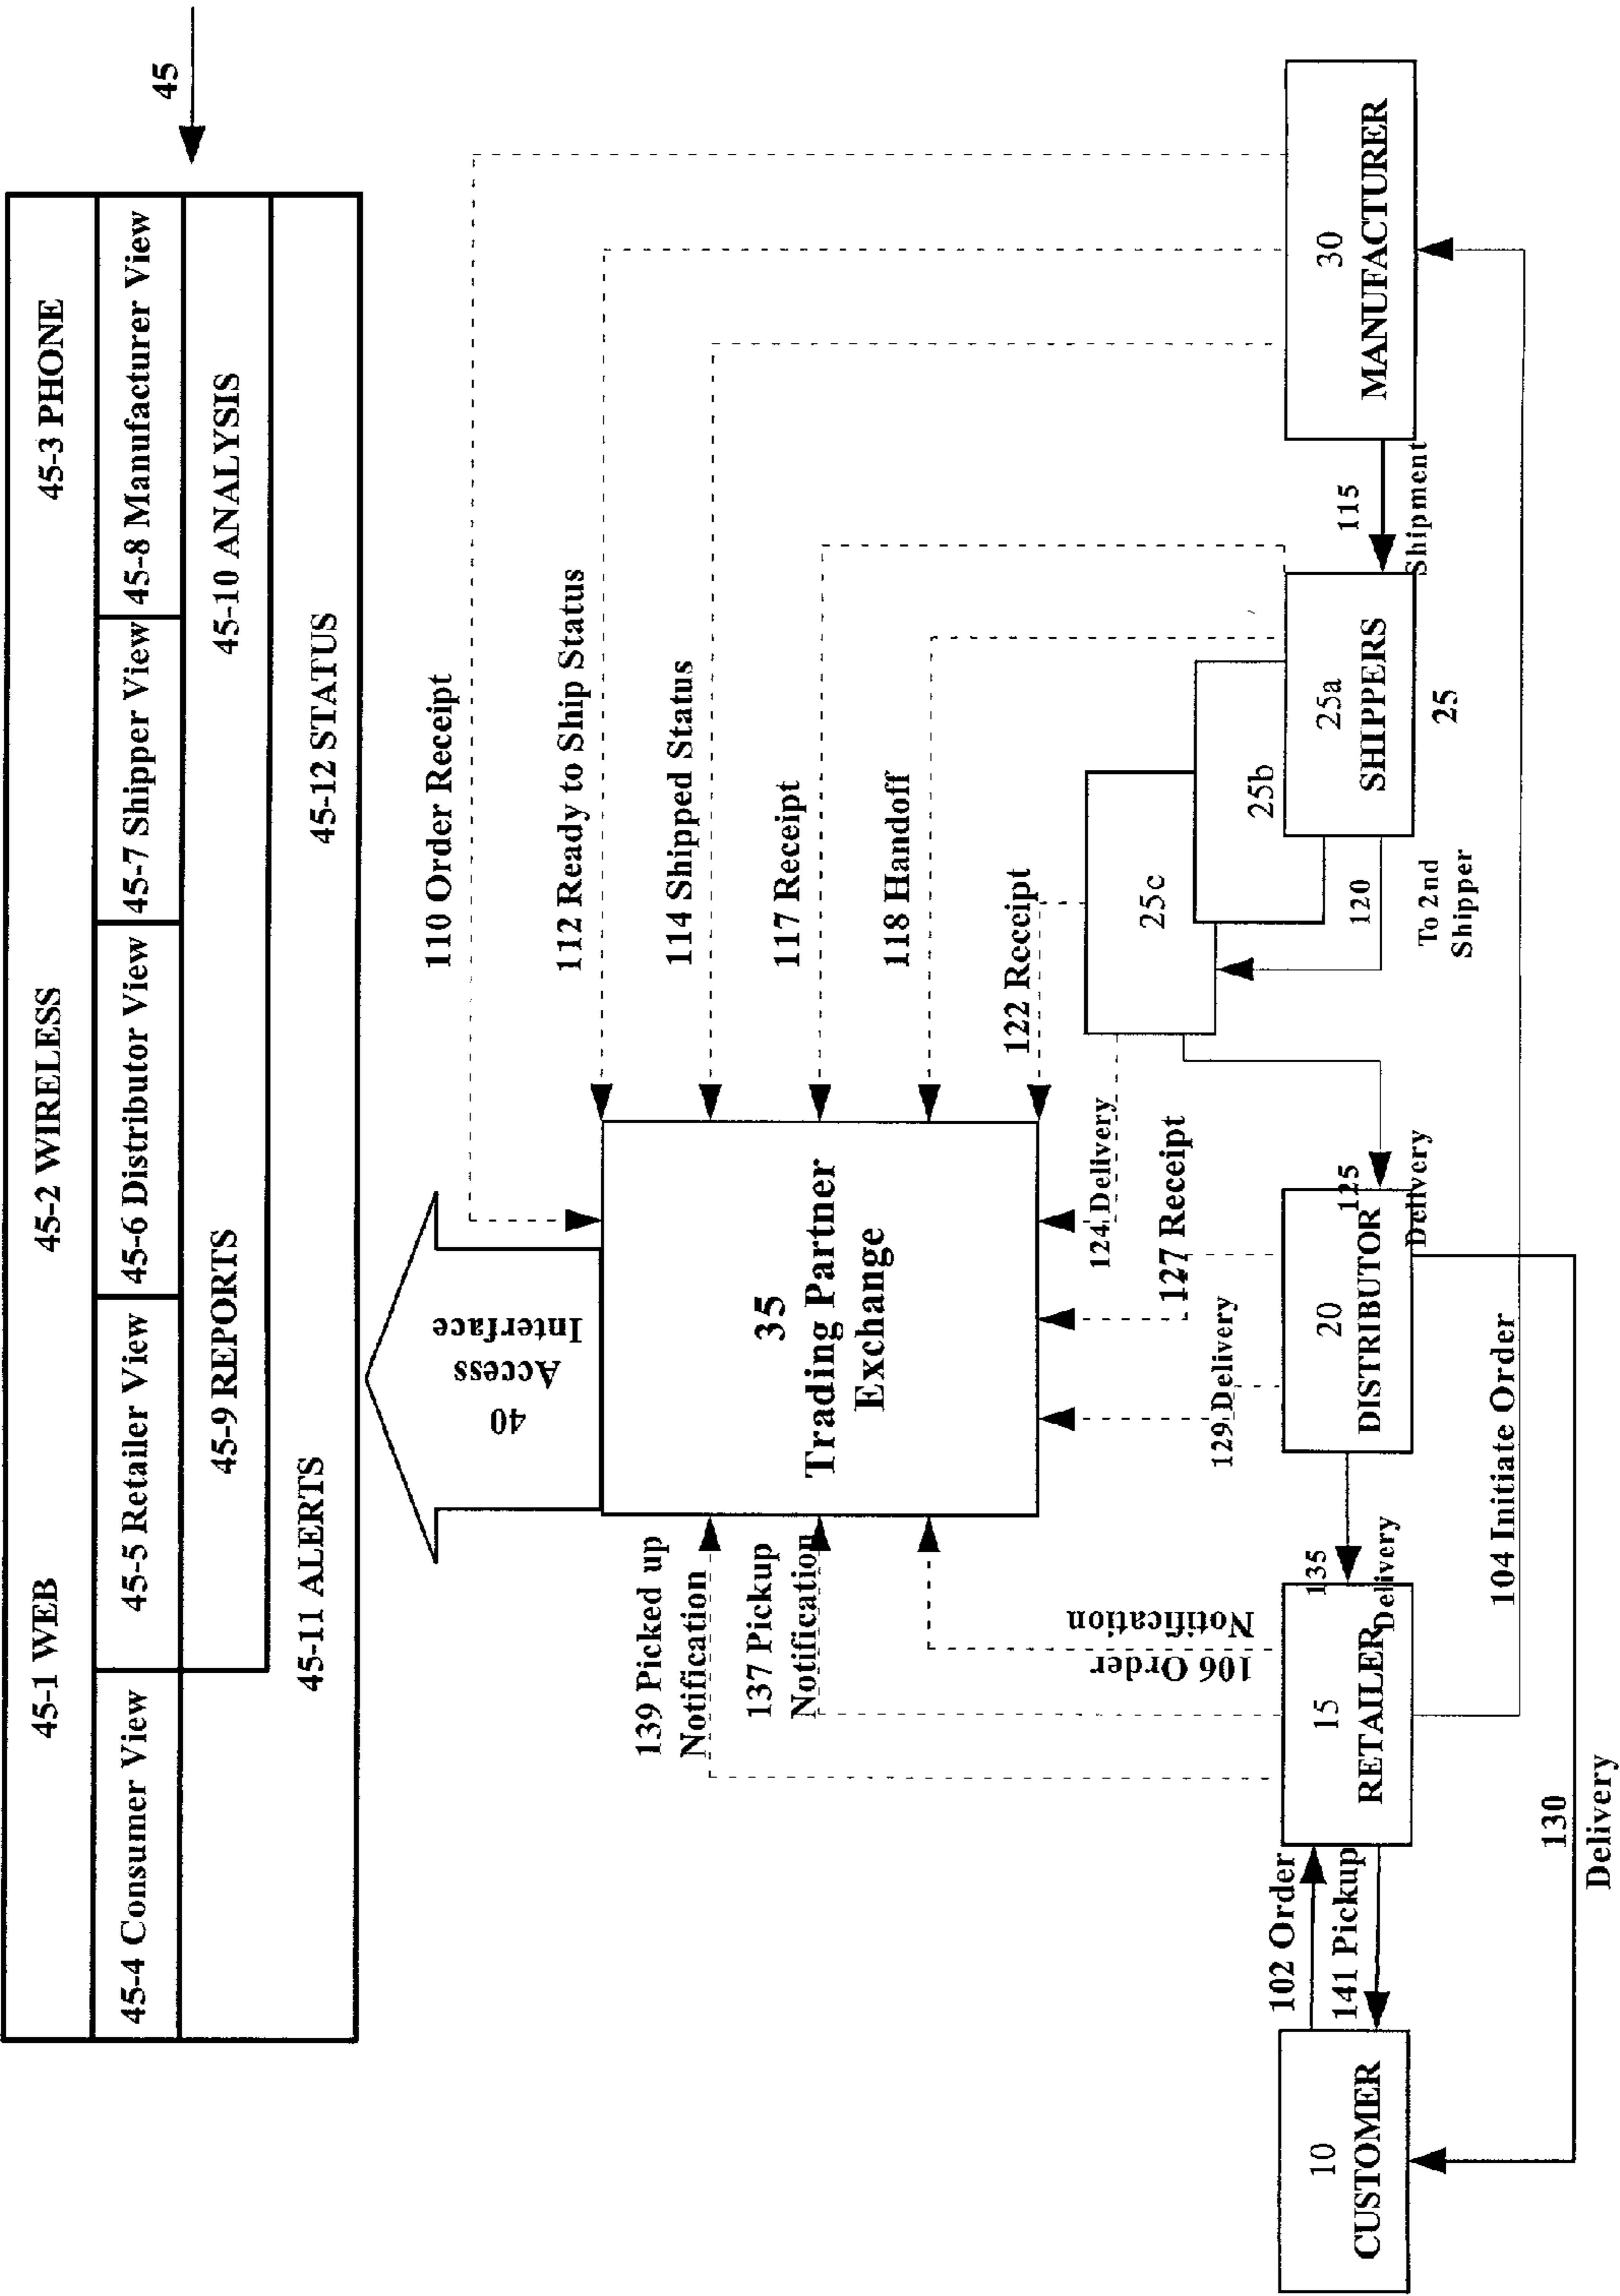 45
45-1 WEB
45-2 WIRELESS
45-3 PHONE
45-4 Consumer View
45-5 Retailer View
45-6 Distributor View
45-7 Shipper View
45-8 Manufacturer View
45-9 REPORTS
45-10 ANALYSIS
45-11 ALERTS
45-12 STATUS
40
Access
Interface
110 Order Receipt
112 Ready to Ship Status
114 Shipped Status
117 Receipt
118 Handoff
122 Receipt
35
Trading Partner
Exchange
139 Picked up
Notification
137 Pickup
Notification
106 Order
Notification
124 Delivery
127 Receipt
129 Delivery
10
CUSTOMER
102 Order
141 Pickup
15
RETAILER
135
Delivery
20
DISTRIBUTOR
125
Delivery
25c
25b
25a
SHIPPERS
25
120
To 2nd
Shipper
115
Shipment
30
MANUFACTURER
104 Initiate Order
130
Delivery